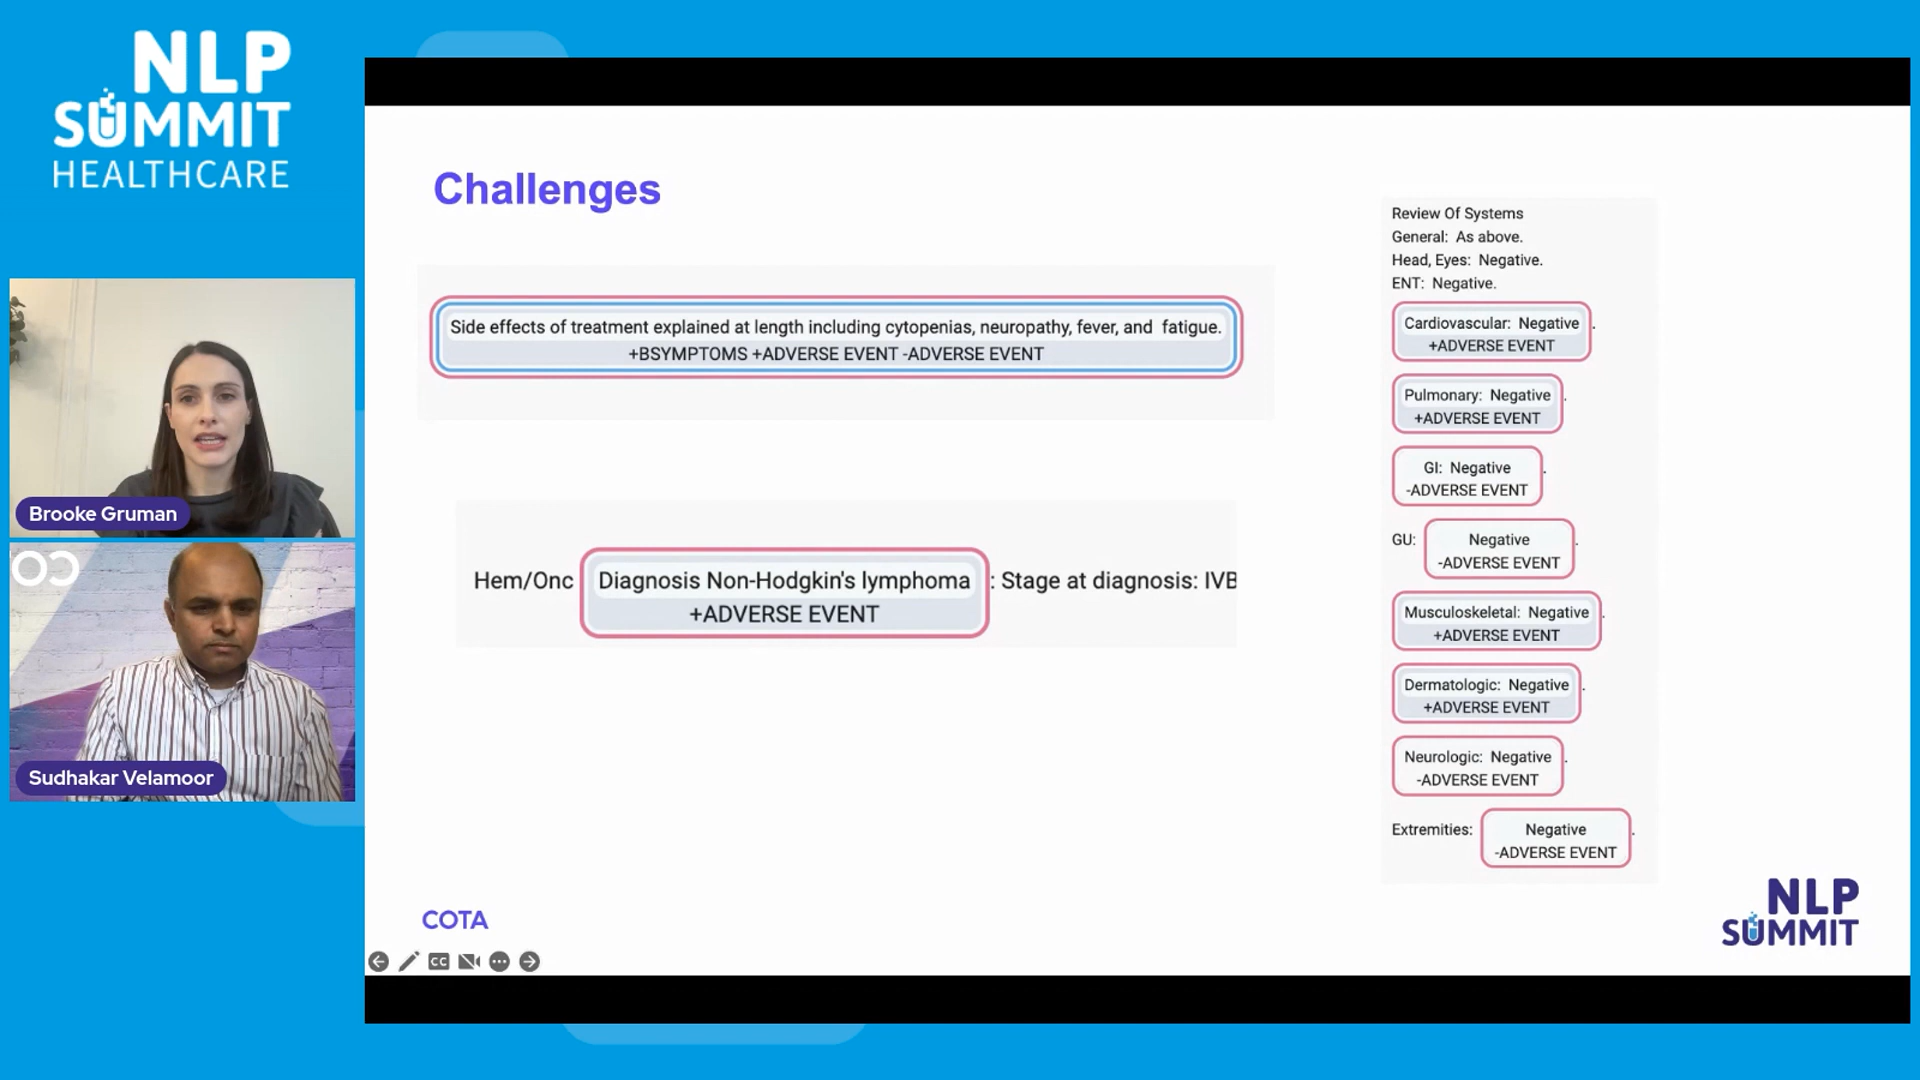 NLP
SUMMIT
HEALTHCARE
Brooke Gruman
Sudhakar Velamoor
Challenges
Side effects of treatment explained at length including cytopenias, neuropathy, fever, and fatigue.
+BSYMPTOMS +ADVERSE EVENT -ADVERSE EVENT
Hem/Onc Diagnosis Non-Hodgkin's lymphoma : Stage at diagnosis: IVB
+ADVERSE EVENT
Review Of Systems
General: As above.
Head, Eyes: Negative.
ENT: Negative.
Cardiovascular: Negative .
+ADVERSE EVENT
Pulmonary: Negative .
+ADVERSE EVENT
GI: Negative .
-ADVERSE EVENT
GU: Negative .
-ADVERSE EVENT
Musculoskeletal: Negative .
+ADVERSE EVENT
Dermatologic: Negative .
+ADVERSE EVENT
Neurologic: Negative .
-ADVERSE EVENT
Extremities: Negative .
-ADVERSE EVENT
COTA
CC
NLP
SUMMIT